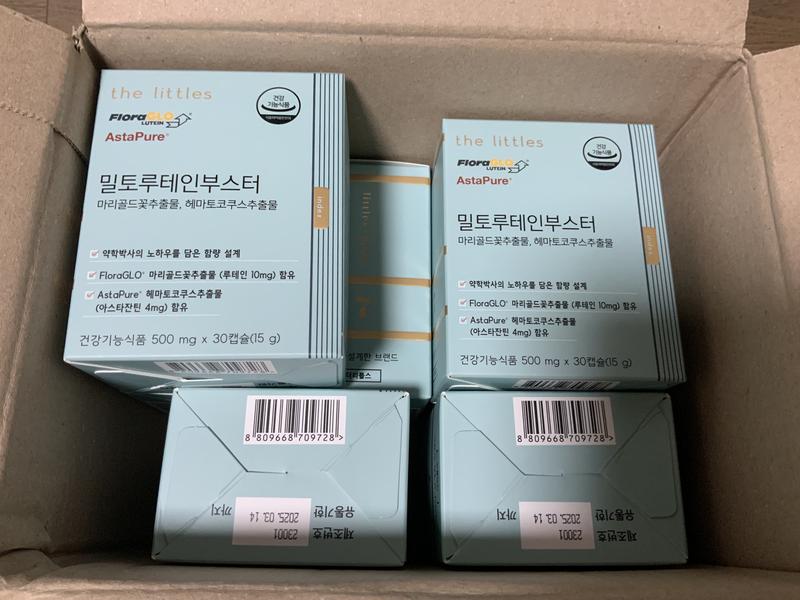 the littles
FloraGLO
LUTEIN
AstaPure®
건강
기능식품
밀토루테인부스터
마리골드꽃추출물, 헤마토코쿠스추출물
index
약학박사의 노하우를 담은 함량 설계
FloraGLO® 마리골드꽃추출물 (루테인 10mg) 함유
AstaPure® 헤마토코쿠스추출물
(아스타잔틴 4mg) 함유
건강기능식품 500 mg x 30캡슐(15 g)
littles
설계한 브랜드
the littles
FloraGLO
LUTEIN
AstaPure®
건강
기능식품
밀토루테인부스터
마리골드꽃추출물, 헤마토코쿠스추출물
index
약학박사의 노하우를 담은 함량 설계
FloraGLO® 마리골드꽃추출물 (루테인 10mg) 함유
AstaPure® 헤마토코쿠스추출물
(아스타잔틴 4mg) 함유
건강기능식품 500 mg x 30캡슐(15 g)
8 809668 709728 >
제조번호 23001
유통기한 2025. 03. 14 까지
8 809668 709728 >
제조번호 23001
유통기한 2025. 03. 14 까지